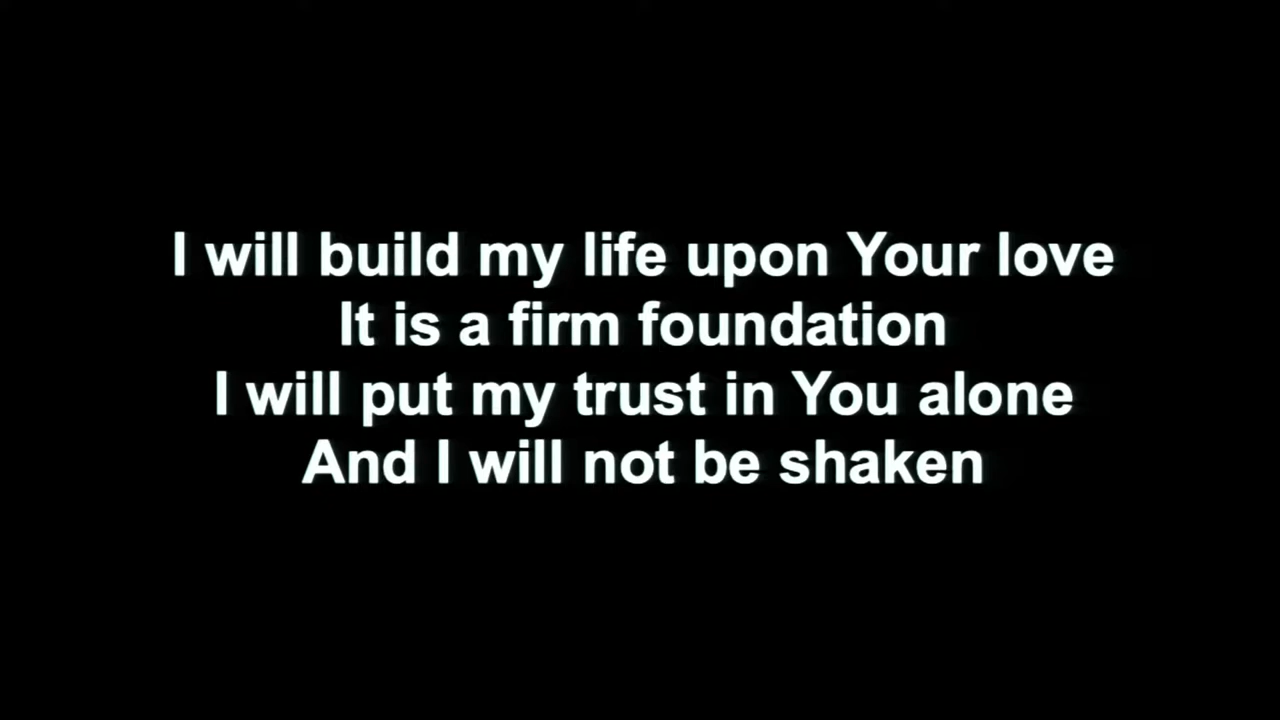 I will build my life upon Your love
It is a firm foundation
I will put my trust in You alone
And I will not be shaken